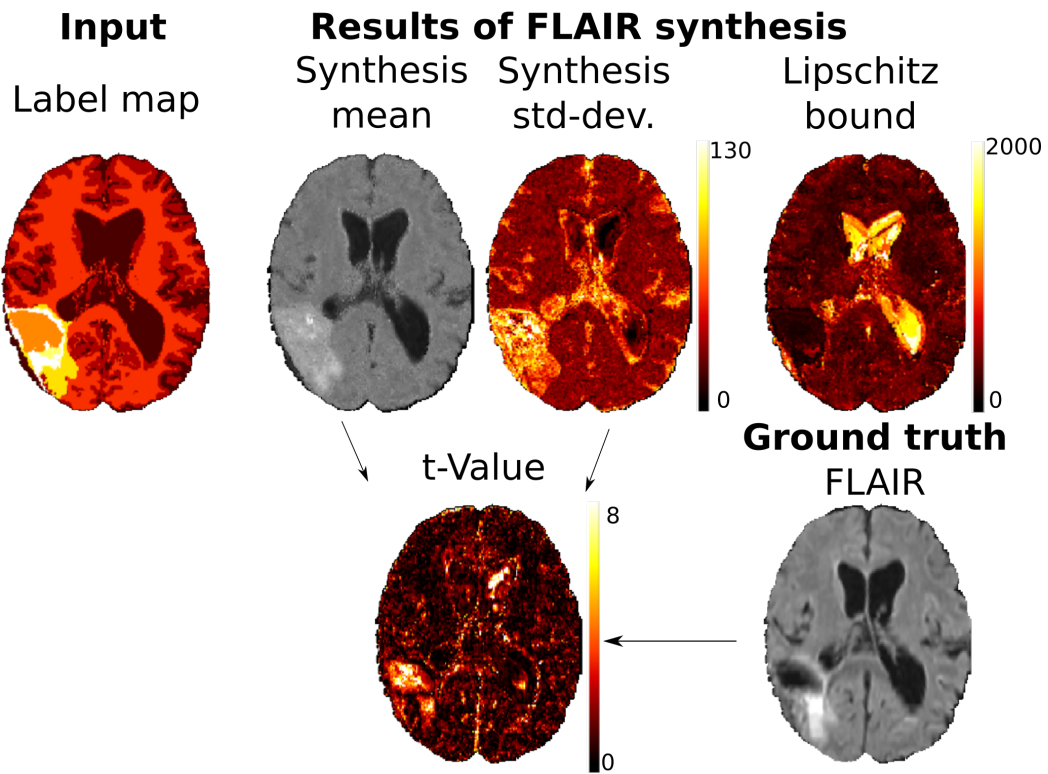 Input
Results of FLAIR synthesis
Label map
Synthesis
mean
Synthesis
std-dev.
Lipschitz
bound
130
0
2000
0
t-Value
8
0
Ground truth
FLAIR